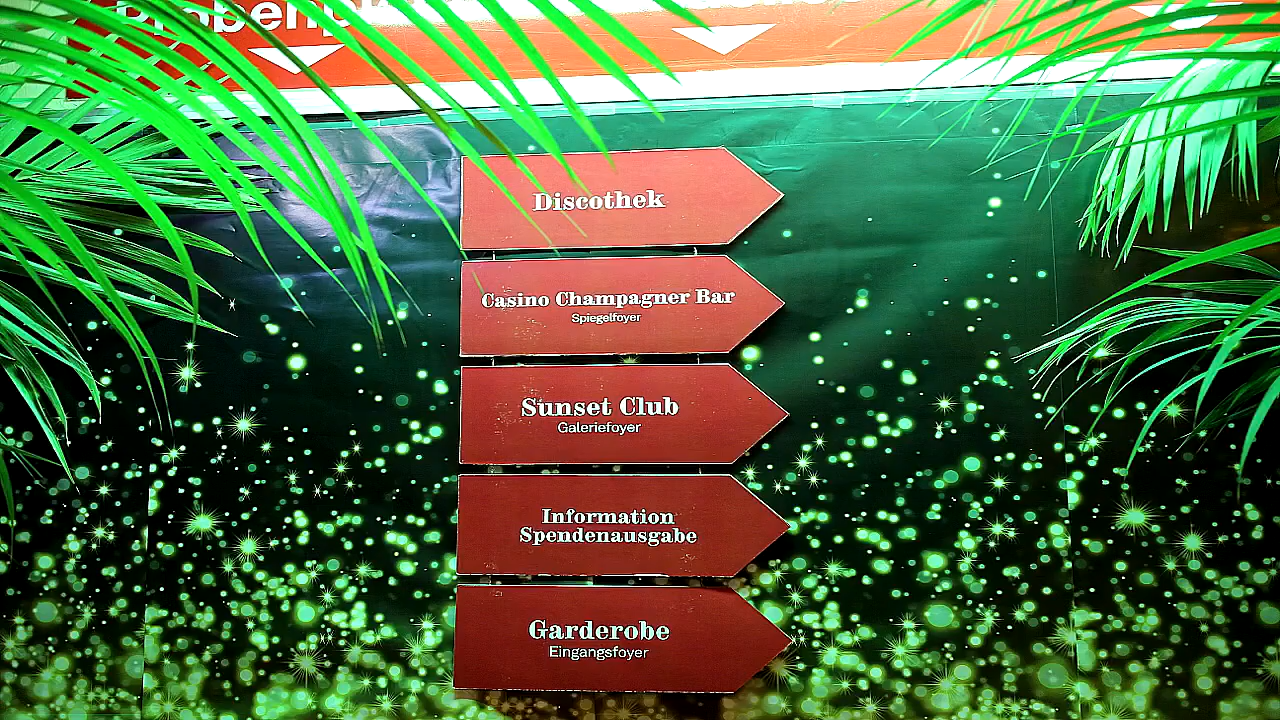 Discothek
Casino Champagner Bar
Spiegelfoyer
Sunset Club
Galeriefoyer
Information
Spendenausgabe
Garderobe
Eingangsfoyer